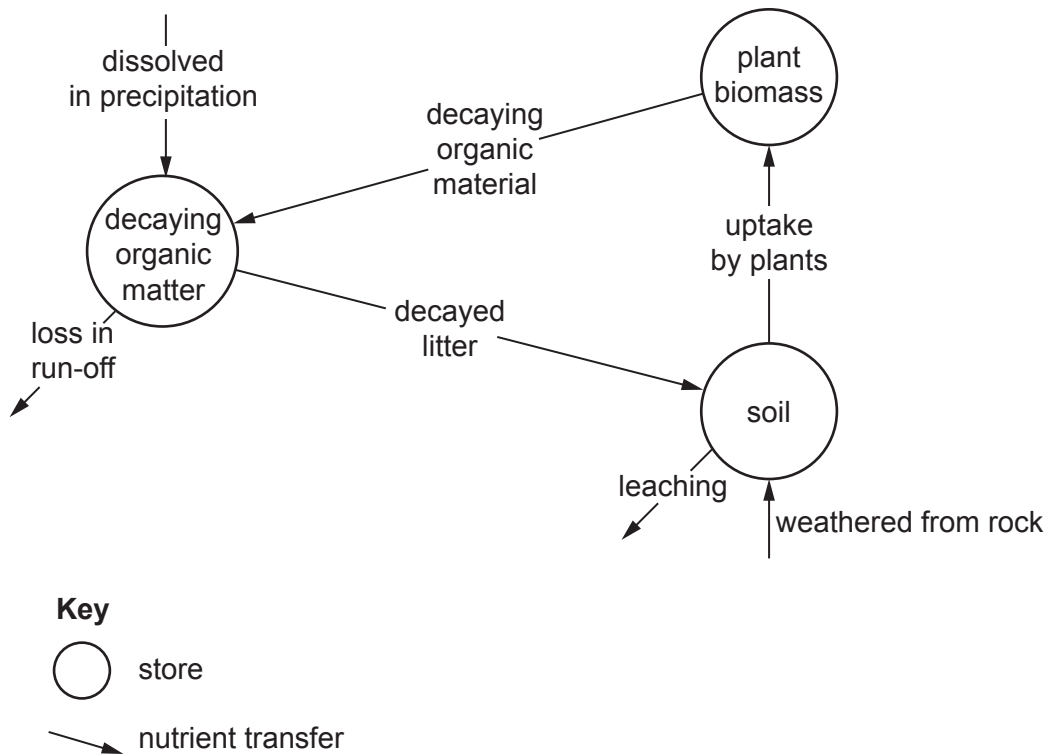 dissolved
in precipitation
plant
biomass
decaying
organic
material
decaying
organic
matter
uptake
by plants
loss in
run-off
decayed
litter
soil
leaching
weathered from rock
Key
store
nutrient transfer